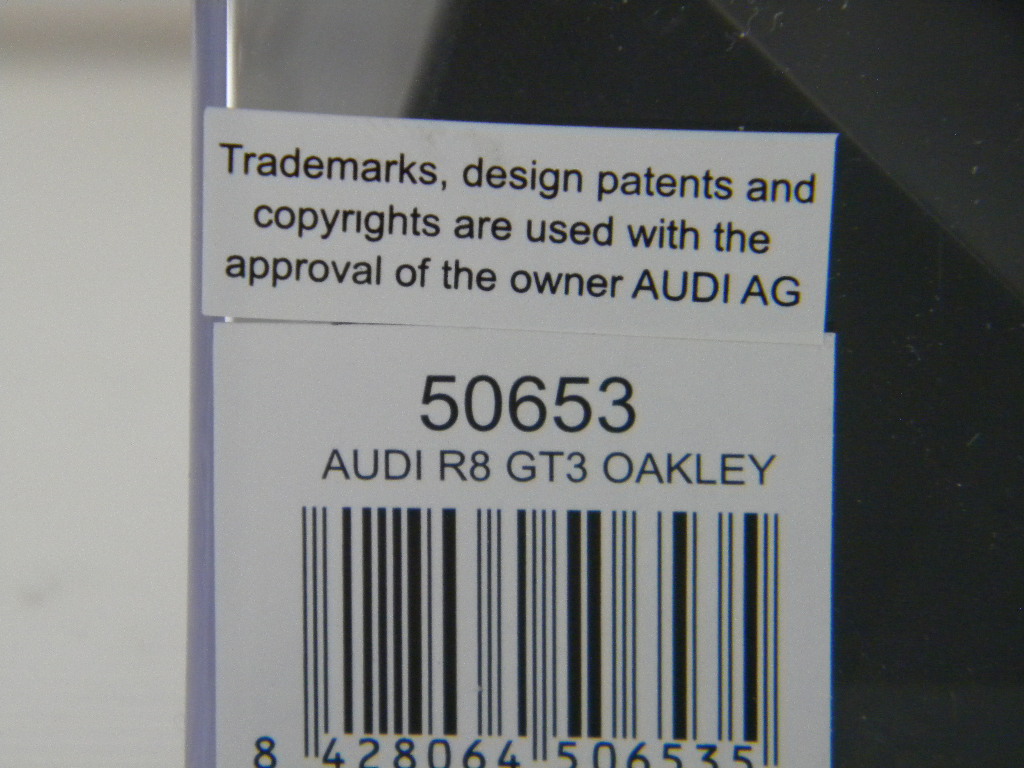 Trademarks, design patents and
copyrights are used with the
approval of the owner AUDI AG
50653
AUDI R8 GT3 OAKLEY
8 428064 506535